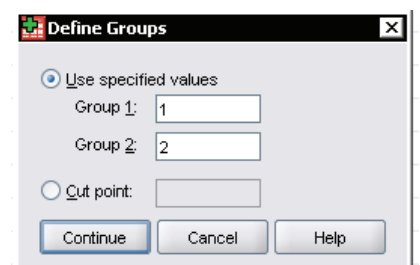 Define Groups
Use specified values
Group 1: 1
Group 2: 2
Cut point:
Continue Cancel Help